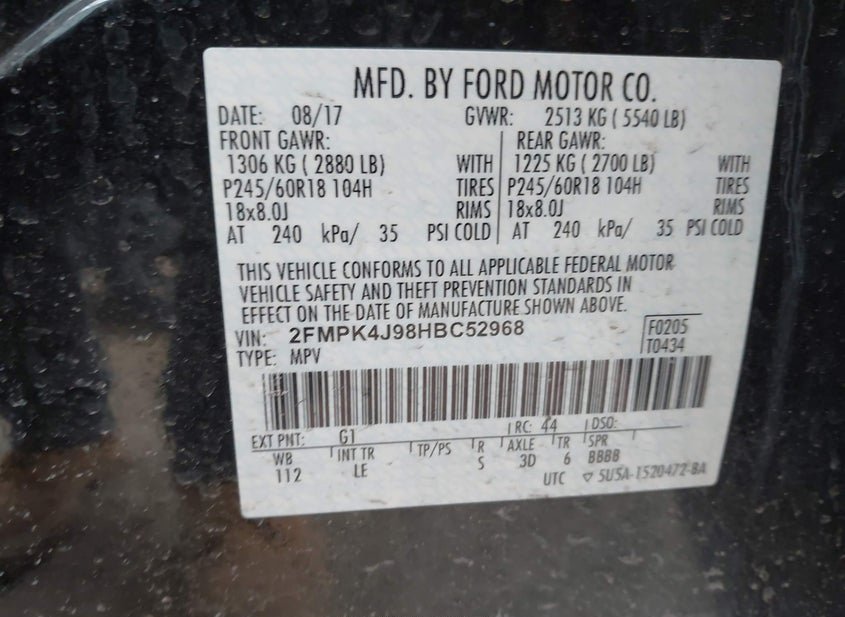 MFD. BY FORD MOTOR CO.
DATE: 08/17 GVWR: 2513 KG ( 5540 LB)
FRONT GAWR: REAR GAWR:
1306 KG ( 2880 LB) WITH 1225 KG ( 2700 LB) WITH
P245/60R18 104H TIRES P245/60R18 104H TIRES
18x8.0J RIMS 18x8.0J RIMS
AT 240 kPa/ 35 PSI COLD AT 240 kPa/ 35 PSI COLD
THIS VEHICLE CONFORMS TO ALL APPLICABLE FEDERAL MOTOR
VEHICLE SAFETY AND THEFT PREVENTION STANDARDS IN
EFFECT ON THE DATE OF MANUFACTURE SHOWN ABOVE.
VIN: 2FMPK4J98HBC52968 F0205
TYPE: MPV T0434
EXT PNT: G1 RC: 44 DSO:
WB INT TR TP/PS R AXLE TR SPR
112 LE S 3D 6 BBBB
UTC ▽ 5U5A-1520472-BA